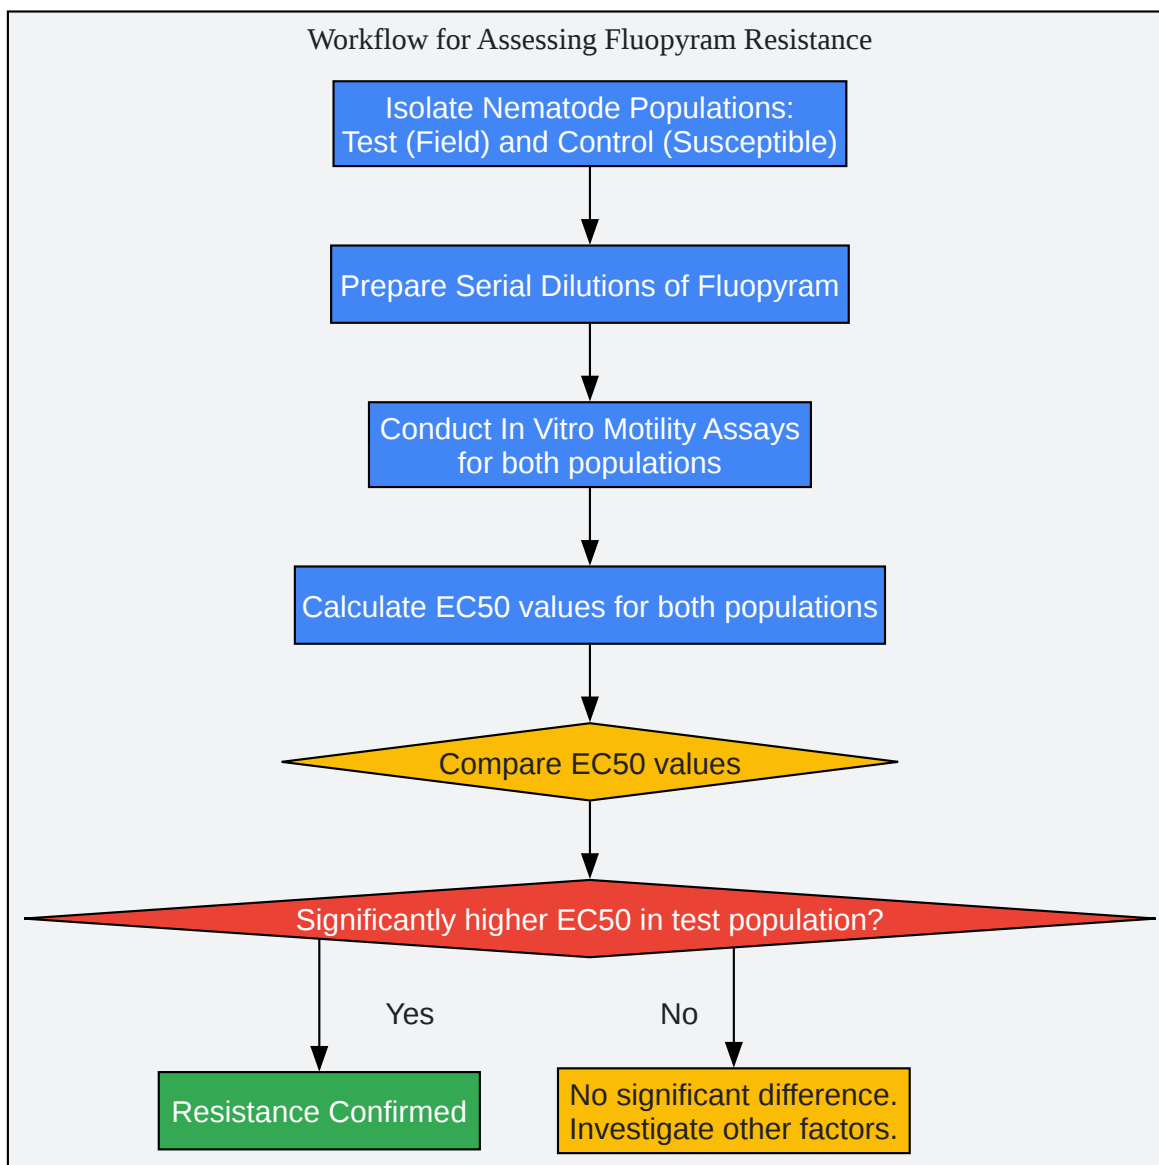 Workflow for Assessing Fluopyram Resistance
Isolate Nematode Populations:
Test (Field) and Control (Susceptible)
Prepare Serial Dilutions of Fluopyram
Conduct In Vitro Motility Assays
for both populations
Calculate EC50 values for both populations
Compare EC50 values
Significantly higher EC50 in test population?
Yes
No
Resistance Confirmed
No significant difference.
Investigate other factors.